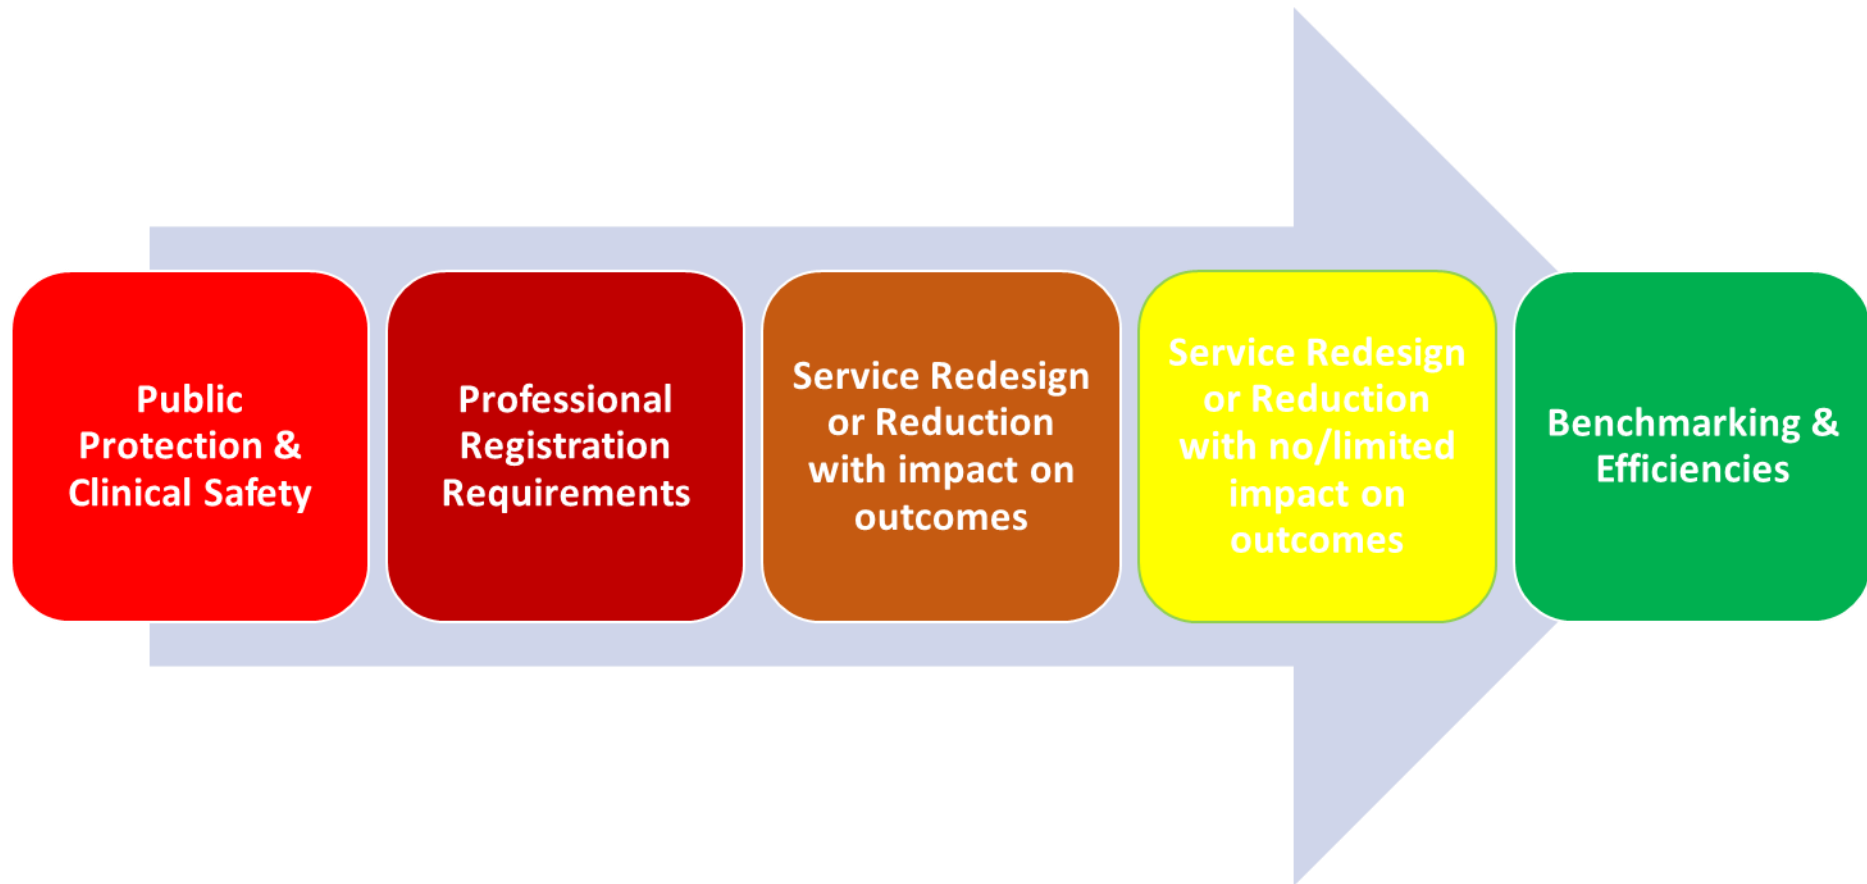 Public
Protection &
Clinical Safety
Professional
Registration
Requirements
Service Redesign
or Reduction
with impact on
outcomes
Service Redesign
or Reduction
with no/limited
impact on
outcomes
Benchmarking &
Efficiencies